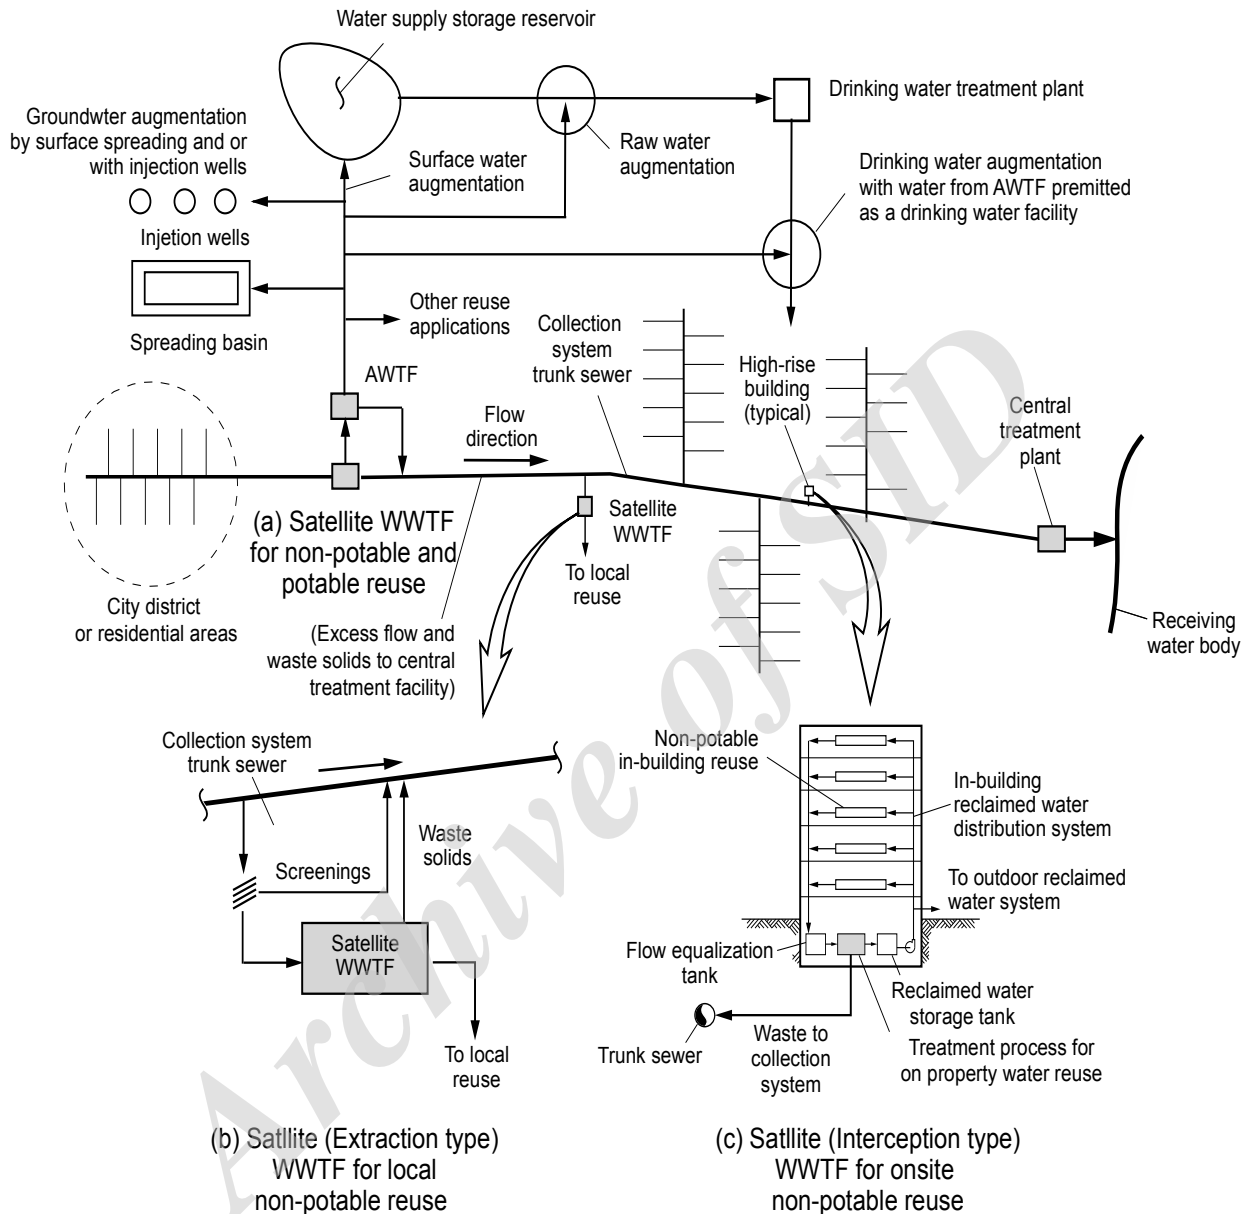 Water supply storage reservoir
Groundwter augmentation
by surface spreading and or
with injection wells
Injetion wells
Spreading basin
Surface water
augmentation
Raw water
augmentation
Drinking water treatment plant
Drinking water augmentation
with water from AWTF premitted
as a drinking water facility
Other reuse
applications
AWTF
Flow
direction
Collection
system
trunk sewer
High-rise
building
(typical)
Central
treatment
plant
(a) Satellite WWTF
for non-potable and
potable reuse
Satellite
WWTF
To local
reuse
City district
or residential areas
(Excess flow and
waste solids to central
treatment facility)
Receiving
water body
Collection system
trunk sewer
Screenings
Waste
solids
Satellite
WWTF
To local
reuse
(b) Satllite (Extraction type)
WWTF for local
non-potable reuse
Non-potable
in-building reuse
In-building
reclaimed water
distribution system
To outdoor reclaimed
water system
Flow equalization
tank
Reclaimed water
storage tank
Trunk sewer
Waste to
collection
system
Treatment process for
on property water reuse
(c) Satllite (Interception type)
WWTF for onsite
non-potable reuse
Archive of SID